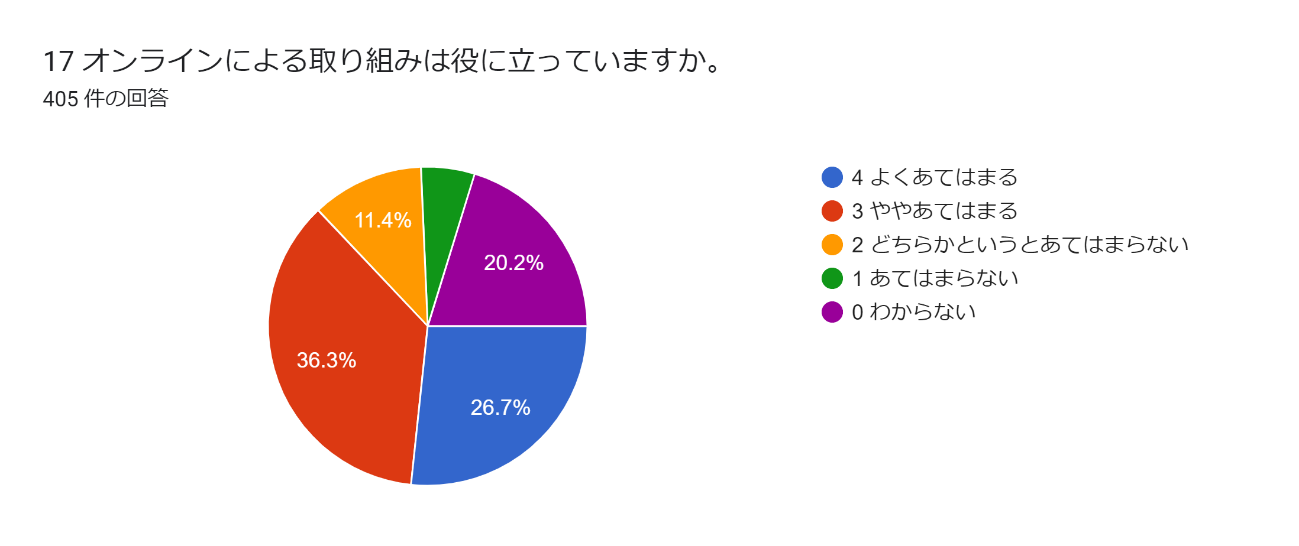 17 オンラインによる取り組みは役に立っていますか。
405 件の回答
4 よくあてはまる
3 ややあてはまる
2 どちらかというとあてはまらない
1 あてはまらない
0 わからない
11.4%
20.2%
36.3%
26.7%